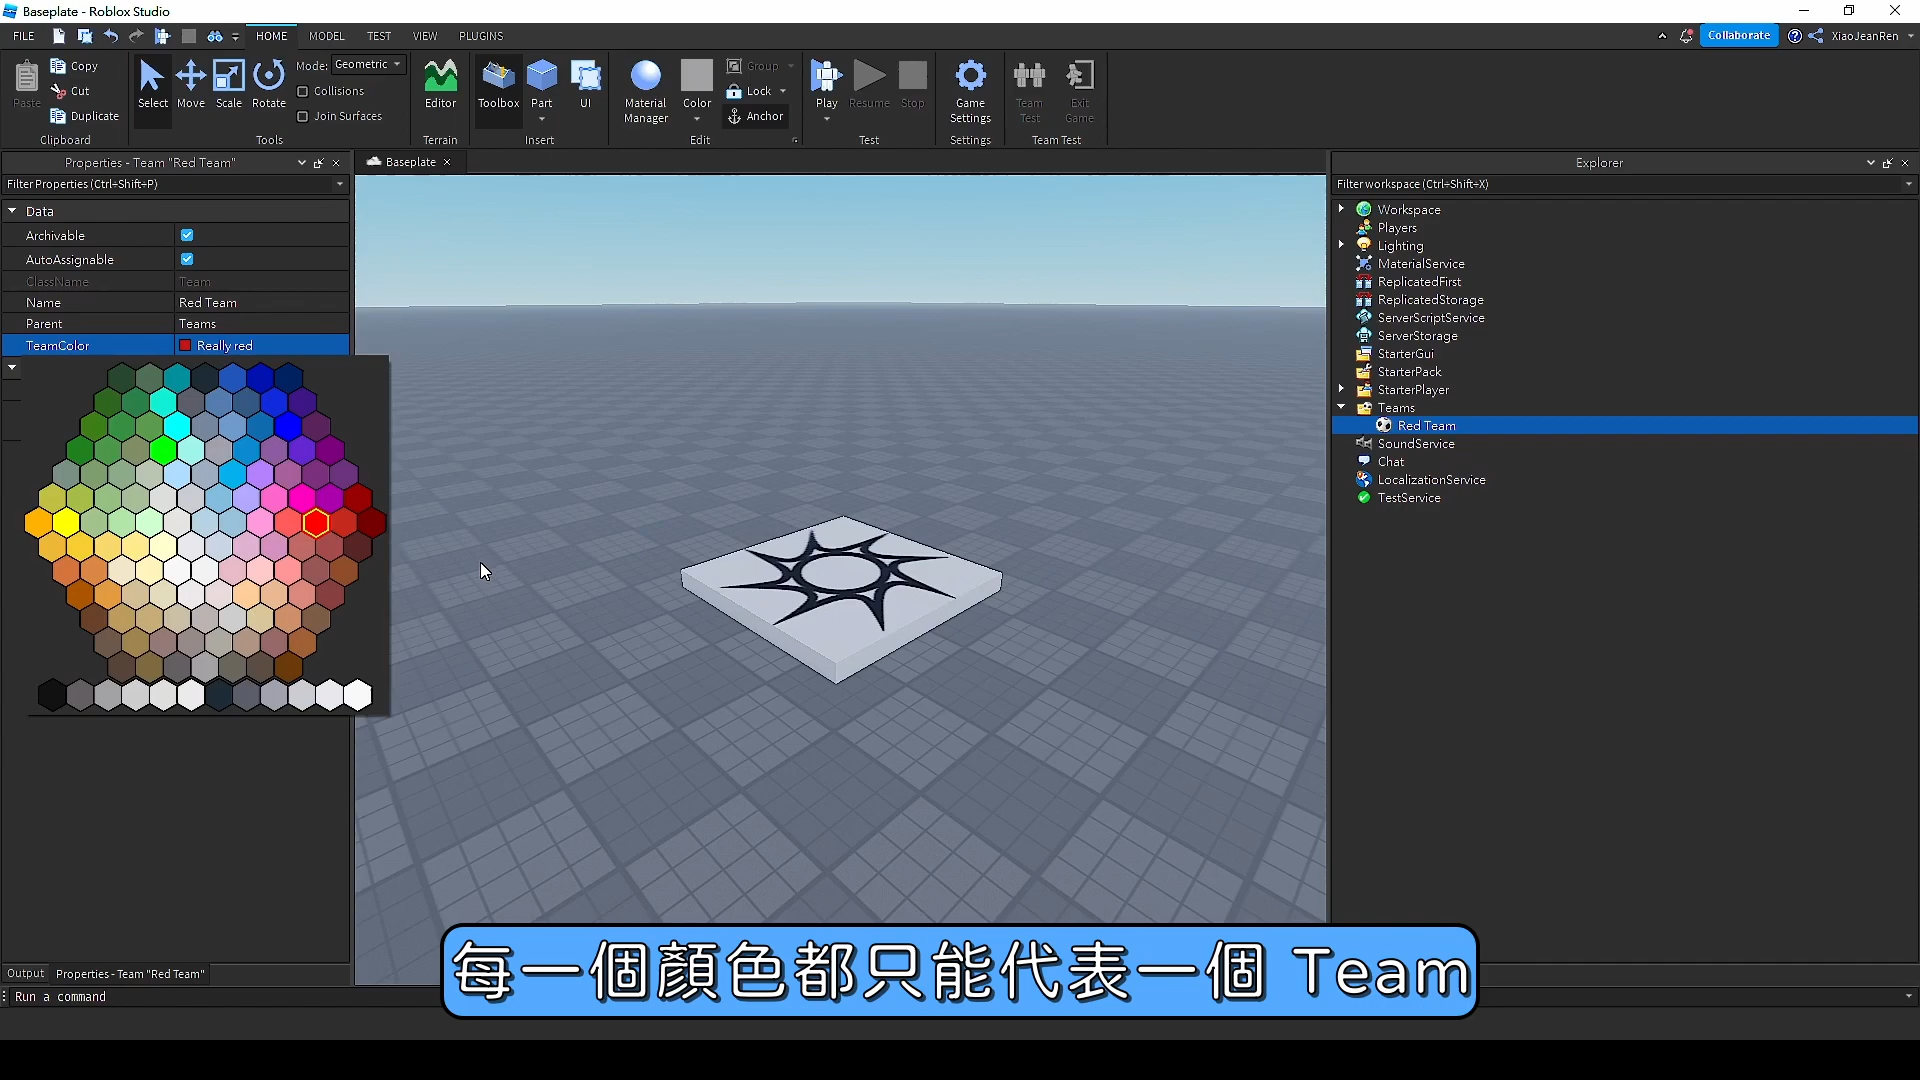 Baseplate - Roblox Studio
FILE HOME MODEL TEST VIEW PLUGINS Collaborate XiaoJeanRen
Paste Copy Cut Duplicate Clipboard
Select Move Scale Rotate Mode: Geometric Collisions Join Surfaces Tools
Editor Terrain
Toolbox Part UI Insert
Material Manager Color Group Lock Anchor Edit
Play Resume Stop Test
Game Settings Settings
Team Test Exit Game Team Test
Properties - Team "Red Team"
Filter Properties (Ctrl+Shift+P)
Data
Archivable
AutoAssignable
ClassName Team
Name Red Team
Parent Teams
TeamColor Really red
Baseplate
Explorer
Filter workspace (Ctrl+Shift+X)
Workspace
Players
Lighting
MaterialService
ReplicatedFirst
ReplicatedStorage
ServerScriptService
ServerStorage
StarterGui
StarterPack
StarterPlayer
Teams
Red Team
SoundService
Chat
LocalizationService
TestService
Output Properties - Team "Red Team"
Run a command
每一個顏色都只能代表一個 Team